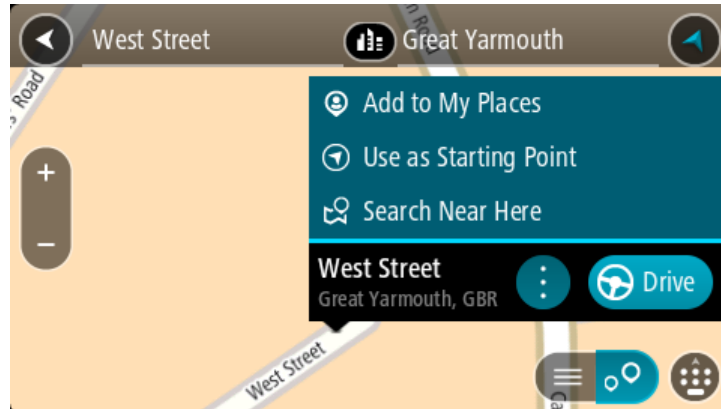 West Street
Great Yarmouth
Road
Add to My Places
Use as Starting Point
Search Near Here
West Street
Great Yarmouth, GBR
Drive
West Street